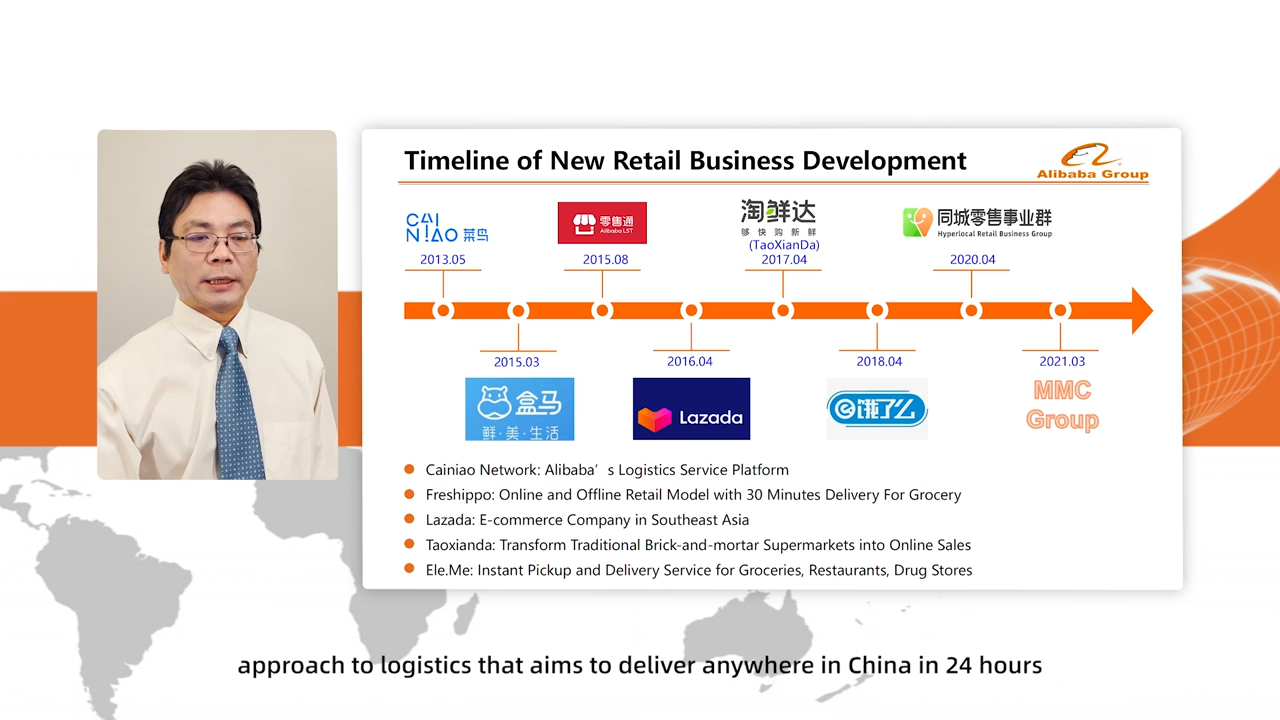 Timeline of New Retail Business Development
Alibaba Group
CAI
NIAO 菜鸟
2013.05
零售通
Alibaba LST
2015.08
淘鲜达
够快购新鲜
(TaoXianDa)
2017.04
同城零售事业群
Hyperlocal Retail Business Group
2020.04
2015.03
盒马
鲜·美·生活
2016.04
Lazada
2018.04
饿了么
2021.03
MMC
Group
Cainiao Network: Alibaba's Logistics Service Platform
Freshippo: Online and Offline Retail Model with 30 Minutes Delivery For Grocery
Lazada: E-commerce Company in Southeast Asia
Taoxianda: Transform Traditional Brick-and-mortar Supermarkets into Online Sales
Ele.Me: Instant Pickup and Delivery Service for Groceries, Restaurants, Drug Stores
approach to logistics that aims to deliver anywhere in China in 24 hours